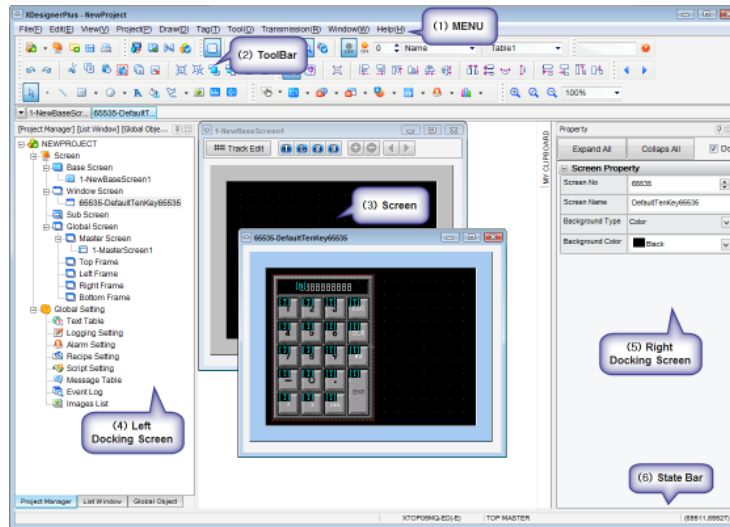 XDesignerPlus - NewProject
File(F) Edit(E) View(V) Project(P) Draw(D) Tag(T) Tool(O) Transmission(R) Window(W) Help(H)
(1) MENU
0 Name Table1
(2) ToolBar
100%
1-NewBaseScr... 65535-DefaultT...
[Project Manager] [List Window] [Global Obje...
NEWPROJECT
Screen
Base Screen
1-NewBaseScreen1
Window Screen
65535-DefaultTenKey65535
Sub Screen
Global Screen
Master Screen
1-MasterScreen1
Top Frame
Left Frame
Right Frame
Bottom Frame
Global Setting
Text Table
Logging Setting
Alarm Setting
Recipe Setting
Script Setting
Message Table
Event Log
Images List
(4) Left
Docking Screen
Project Manager List Window Global Object
1-NewBaseScreen1
Track Edit
(3) Screen
65535-DefaultTenKey65535
MY CLIPBOARD
Property
Expand All Collaps All Do
Screen Property
Screen No 65535
Screen Name DefaultTenKey65535
Background Type Color
Background Color Black
(5) Right
Docking Screen
(6) State Bar
XTOP05MQ-ED(-E) TOP MASTER